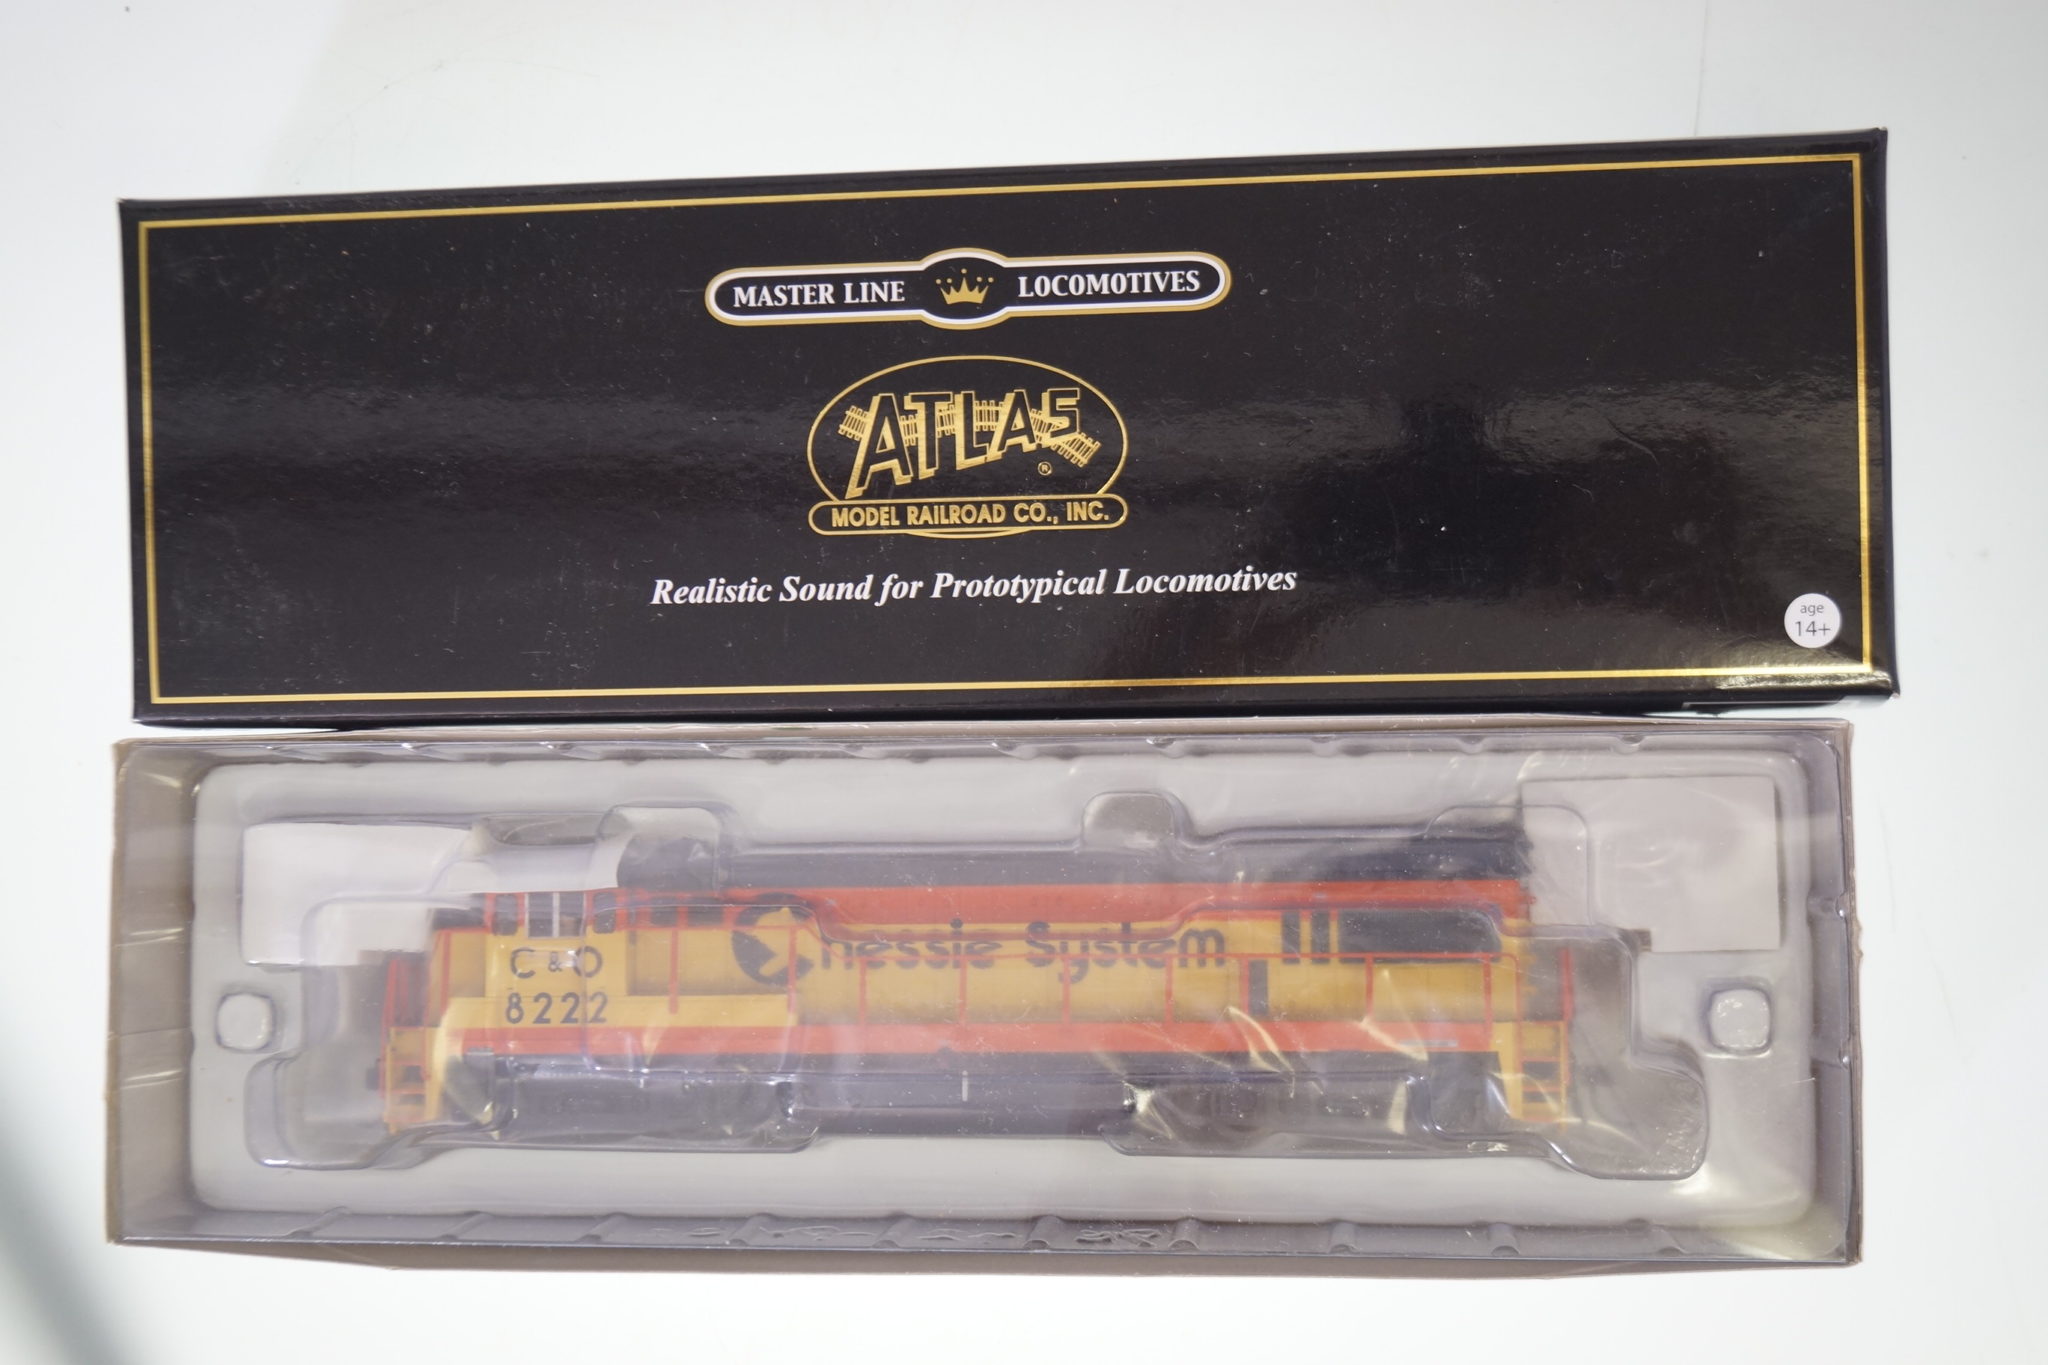 MASTER LINE LOCOMOTIVES
ATLAS
®
MODEL RAILROAD CO., INC.
Realistic Sound for Prototypical Locomotives
age
14+
C & O
8222
Chessie System